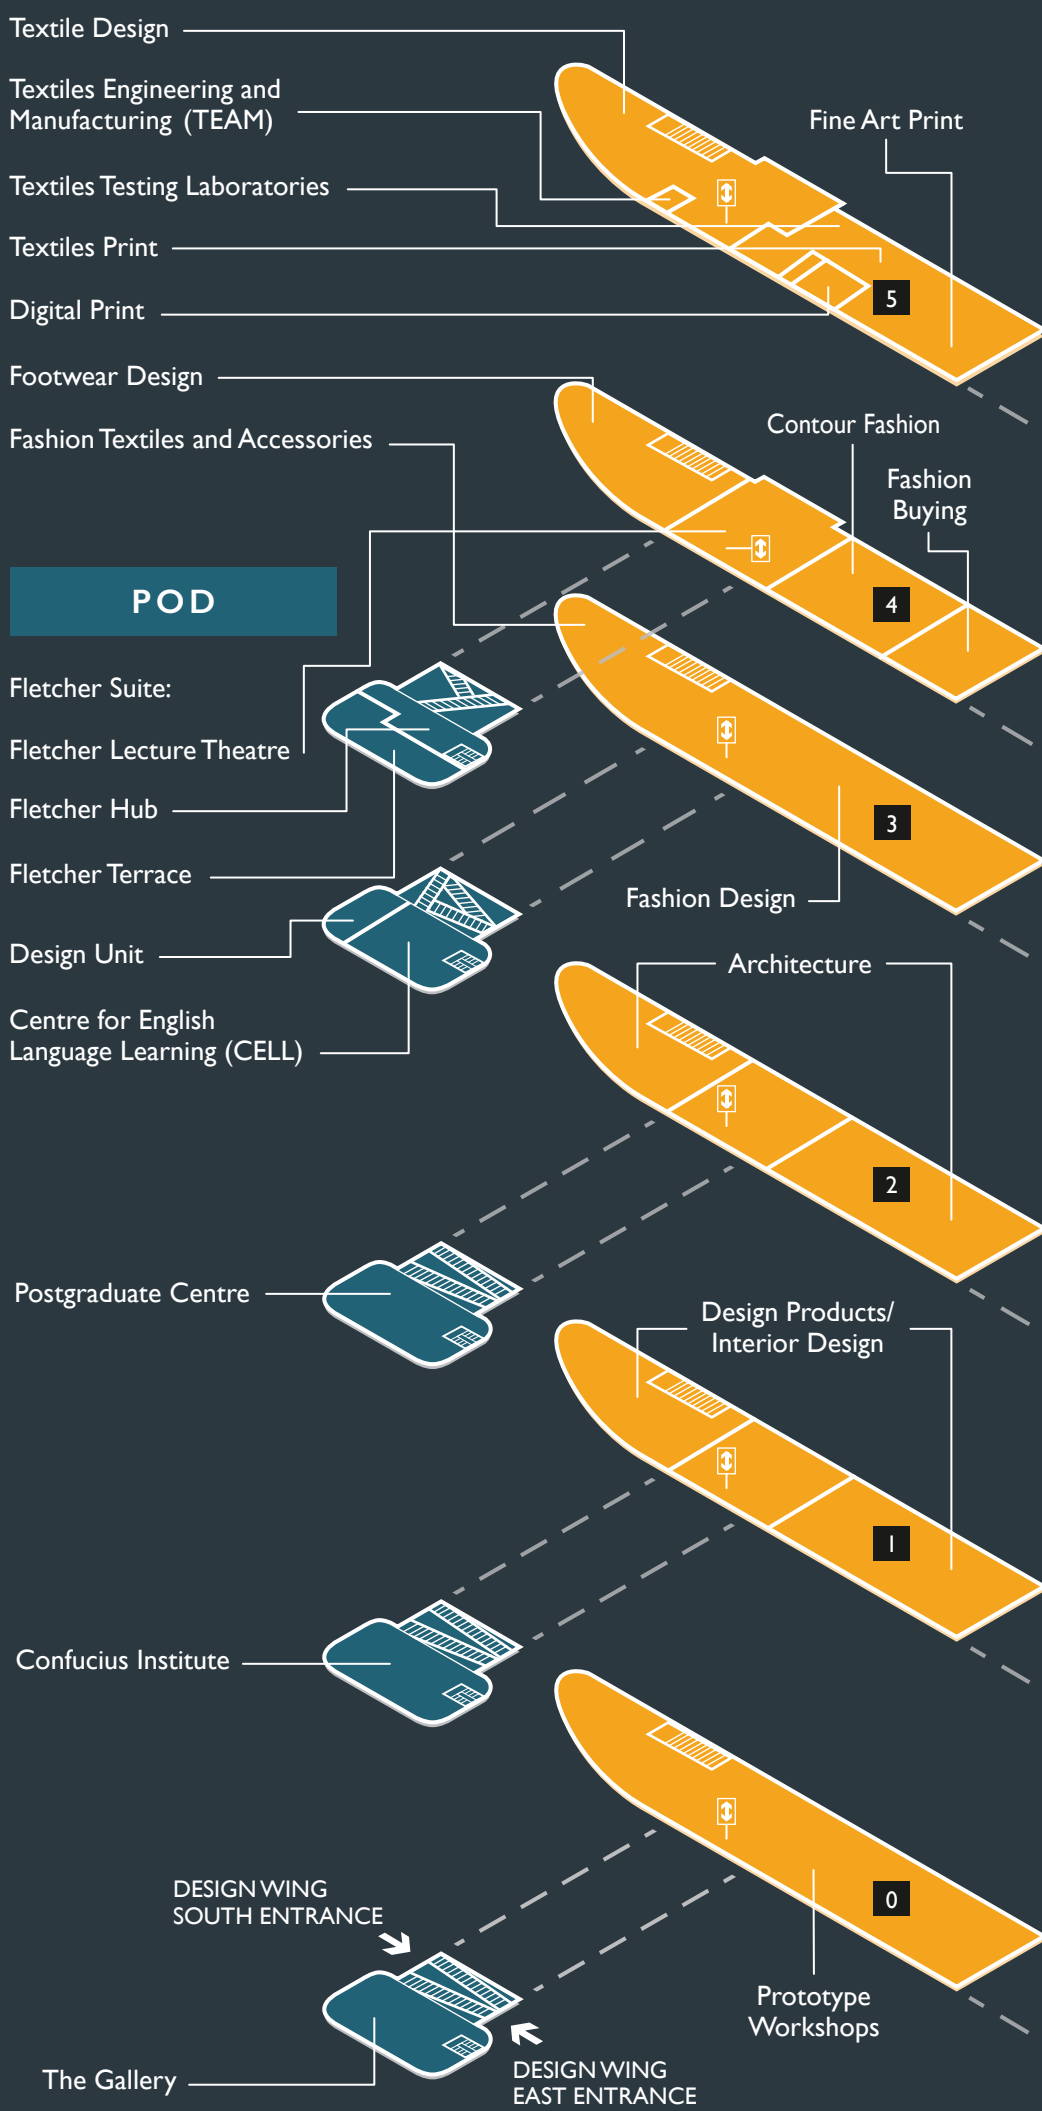 Textile Design
Textiles Engineering and
Manufacturing (TEAM)
Fine Art Print
Textiles Testing Laboratories
Textiles Print
5
Digital Print
Footwear Design
Contour Fashion
Fashion Textiles and Accessories
Fashion
Buying
POD
4
Fletcher Suite:
Fletcher Lecture Theatre
Fletcher Hub
3
Fletcher Terrace
Fashion Design
Design Unit
Architecture
Centre for English
Language Learning (CELL)
2
Postgraduate Centre
Design Products/
Interior Design
1
Confucius Institute
DESIGN WING
SOUTH ENTRANCE
0
Prototype
Workshops
The Gallery
DESIGN WING
EAST ENTRANCE